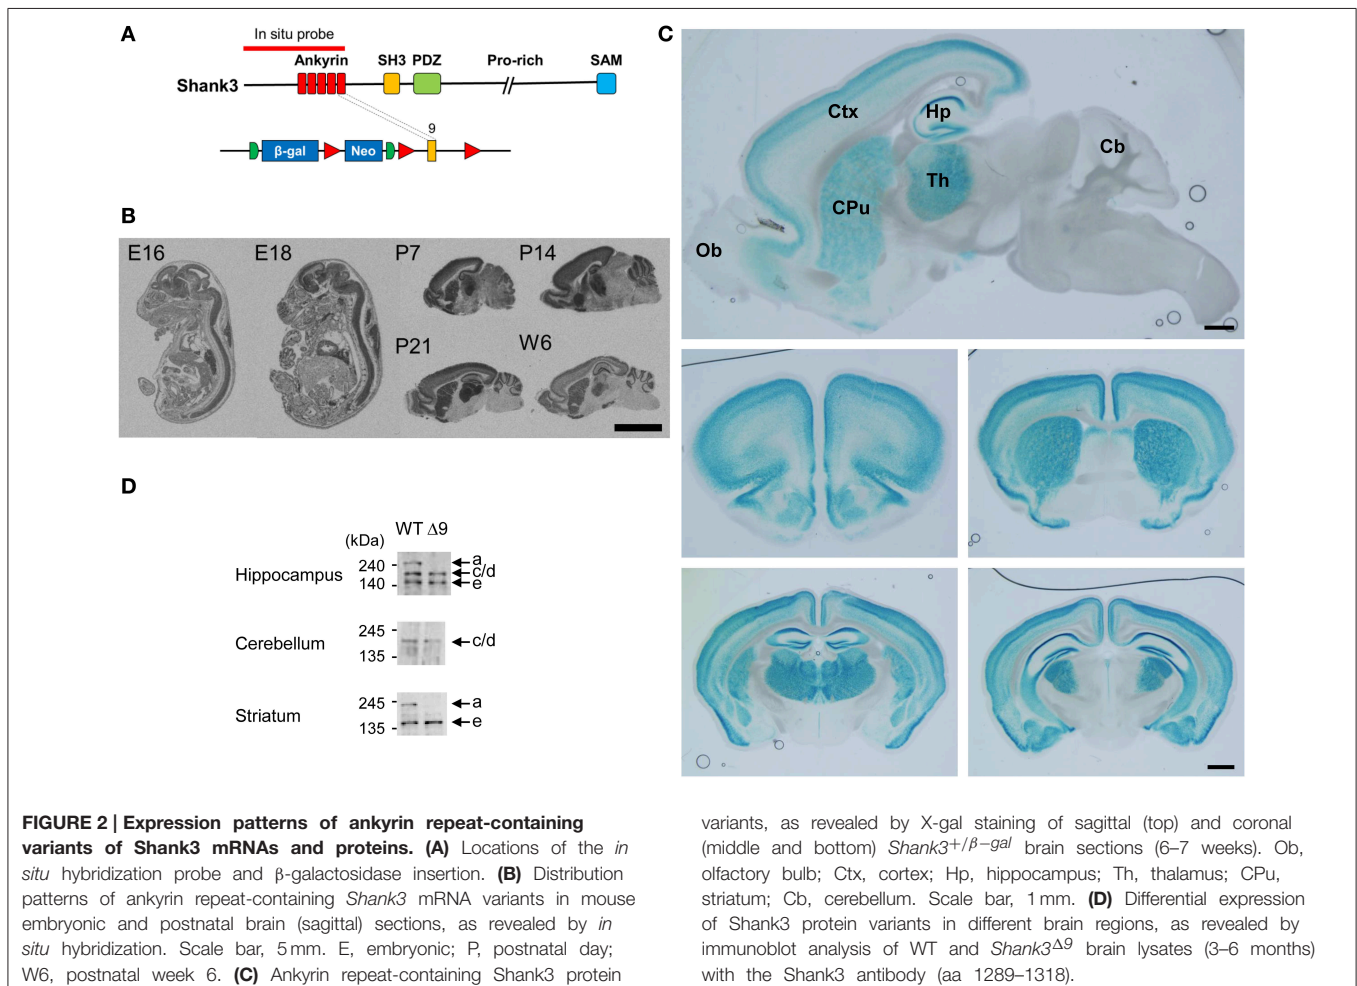 A
In situ probe
Ankyrin SH3 PDZ Pro-rich SAM
Shank3
9
β-gal Neo
B
E16 E18 P7 P14
P21 W6
C
Ctx Hp Cb
Th
CPu
Ob
D
WT Δ9
(kDa)
Hippocampus
240
140
a
c/d
e
Cerebellum
245
135
c/d
Striatum
245
135
a
e
FIGURE 2 | Expression patterns of ankyrin repeat-containing
variants of Shank3 mRNAs and proteins. (A) Locations of the in
situ hybridization probe and β-galactosidase insertion. (B) Distribution
patterns of ankyrin repeat-containing Shank3 mRNA variants in mouse
embryonic and postnatal brain (sagittal) sections, as revealed by in
situ hybridization. Scale bar, 5 mm. E, embryonic; P, postnatal day;
W6, postnatal week 6. (C) Ankyrin repeat-containing Shank3 protein
variants, as revealed by X-gal staining of sagittal (top) and coronal
(middle and bottom) Shank3+/β−gal brain sections (6–7 weeks). Ob,
olfactory bulb; Ctx, cortex; Hp, hippocampus; Th, thalamus; CPu,
striatum; Cb, cerebellum. Scale bar, 1 mm. (D) Differential expression
of Shank3 protein variants in different brain regions, as revealed by
immunoblot analysis of WT and Shank3Δ9 brain lysates (3–6 months)
with the Shank3 antibody (aa 1289–1318).